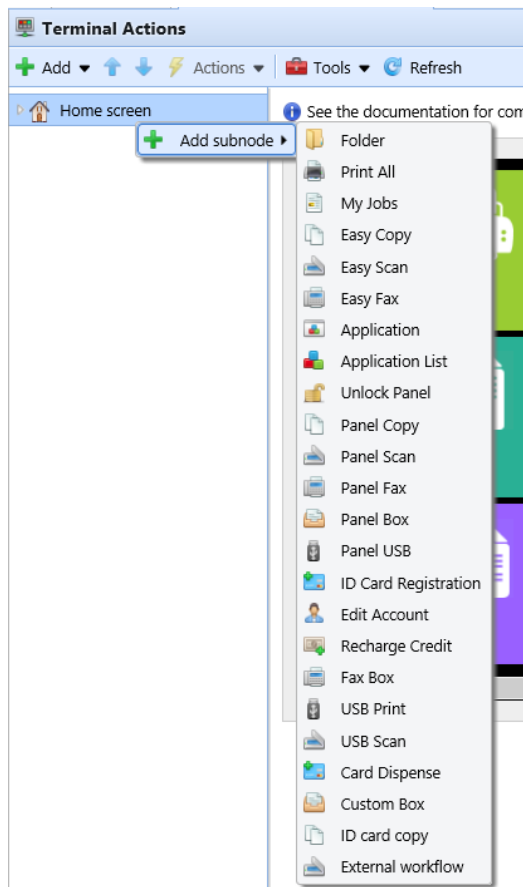 Terminal Actions
Add Actions Tools Refresh
Home screen
See the documentation for com
Add subnode
Folder
Print All
My Jobs
Easy Copy
Easy Scan
Easy Fax
Application
Application List
Unlock Panel
Panel Copy
Panel Scan
Panel Fax
Panel Box
Panel USB
ID Card Registration
Edit Account
Recharge Credit
Fax Box
USB Print
USB Scan
Card Dispense
Custom Box
ID card copy
External workflow